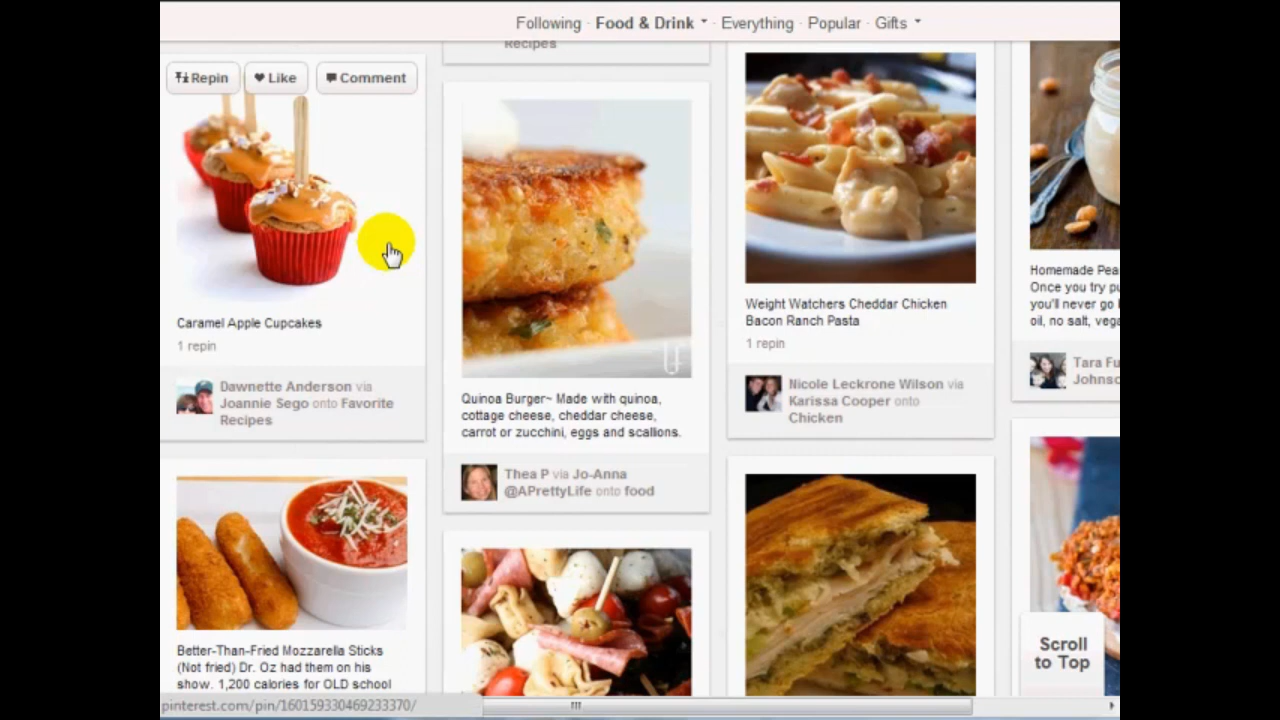 Following · Food & Drink · Everything · Popular · Gifts
Recipes
Repin
Like
Comment
Caramel Apple Cupcakes
1 repin
Dawnette Anderson via
Joannie Sego onto Favorite
Recipes
Better-Than-Fried Mozzarella Sticks
(Not fried) Dr. Oz had them on his
show. 1,200 calories for OLD school
Quinoa Burger~ Made with quinoa,
cottage cheese, cheddar cheese,
carrot or zucchini, eggs and scallions.
Thea P via Jo-Anna
@APrettyLife onto food
Weight Watchers Cheddar Chicken
Bacon Ranch Pasta
1 repin
Nicole Leckrone Wilson via
Karissa Cooper onto
Chicken
Homemade Pea
Once you try pu
you'll never go
oil, no salt, vega
Tara Fu
Johnso
Scroll
to Top
pinterest.com/pin/160159330469233370/